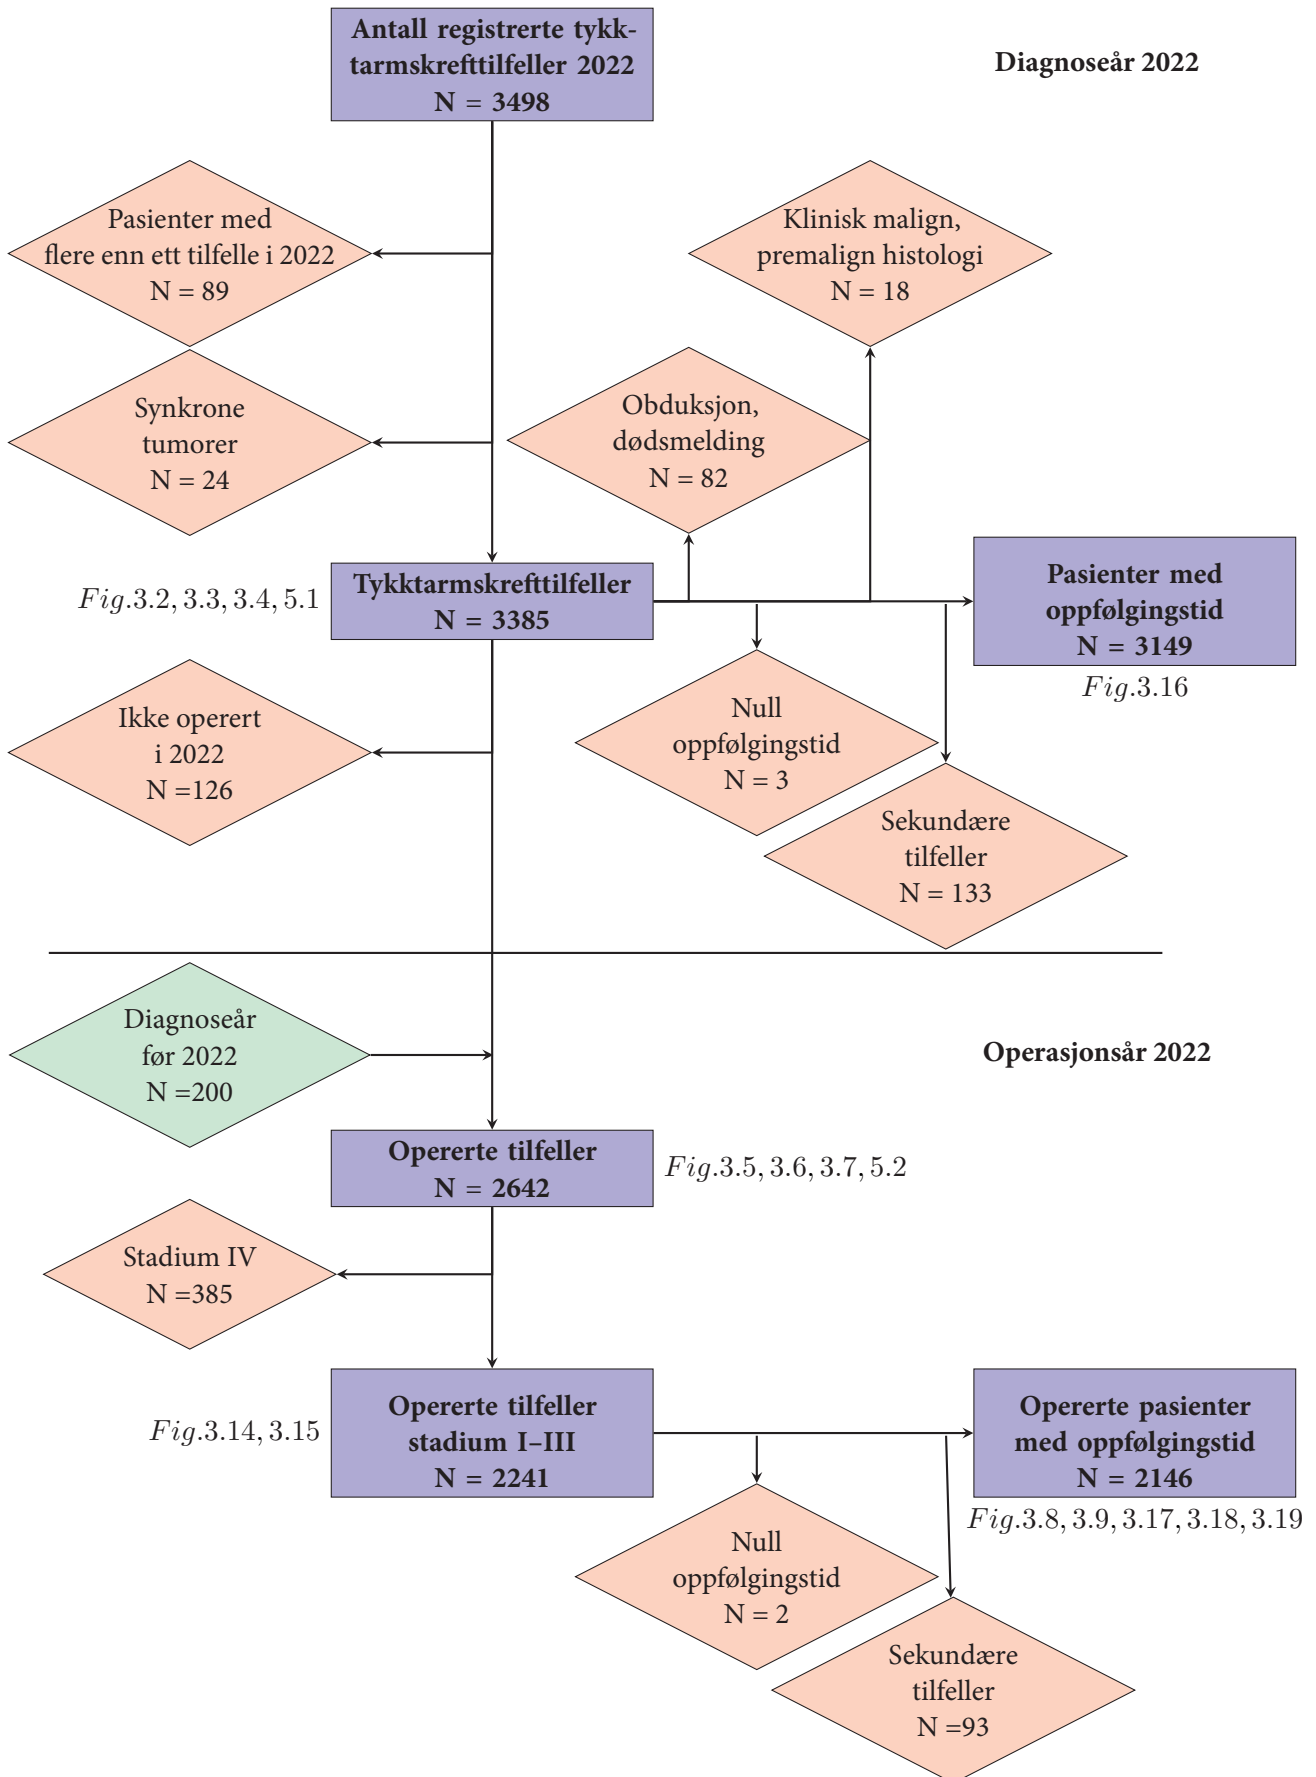 Antall registrerte tykk-
tarmskrefttilfeller 2022
N = 3498
Diagnoseår 2022
Pasienter med
flere enn ett tilfelle i 2022
N = 89
Klinisk malign,
premalign histologi
N = 18
Synkrone
tumorer
N = 24
Obduksjon,
dødsmelding
N = 82
Fig.3.2, 3.3, 3.4, 5.1
Tykktarmskrefttilfeller
N = 3385
Pasienter med
oppfølgingstid
N = 3149
Fig.3.16
Ikke operert
i 2022
N =126
Null
oppfølgingstid
N = 3
Sekundære
tilfeller
N = 133
Diagnoseår
før 2022
N =200
Operasjonsår 2022
Opererte tilfeller
N = 2642
Fig.3.5, 3.6, 3.7, 5.2
Stadium IV
N =385
Fig.3.14, 3.15
Opererte tilfeller
stadium I–III
N = 2241
Opererte pasienter
med oppfølgingstid
N = 2146
Fig.3.8, 3.9, 3.17, 3.18, 3.19
Null
oppfølgingstid
N = 2
Sekundære
tilfeller
N =93